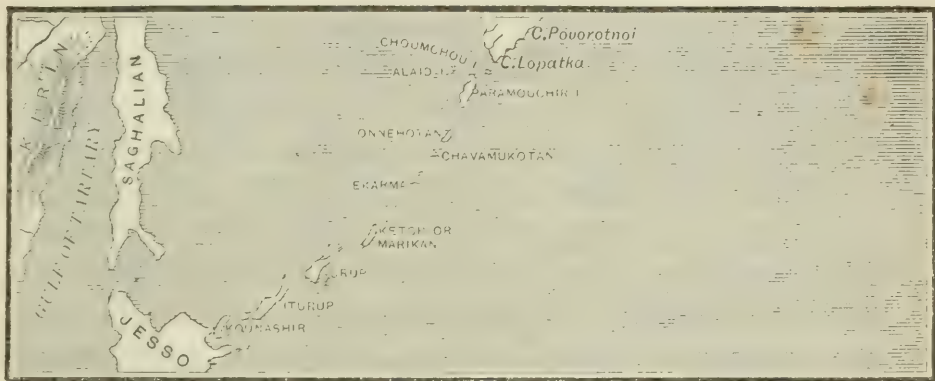 C. Povorotnoi
CHOUMCHOU
C. Lopatka
ALAID I.
PARAMOUCHIR I
SAGHALIAN
GULF OF TARTARY
ONNEHOTAN
CHAVAMUKOTAN
EKARMA
KETOI OR
MARIKAN
URUP
ITURUP
KOUNASHIR
JESSO